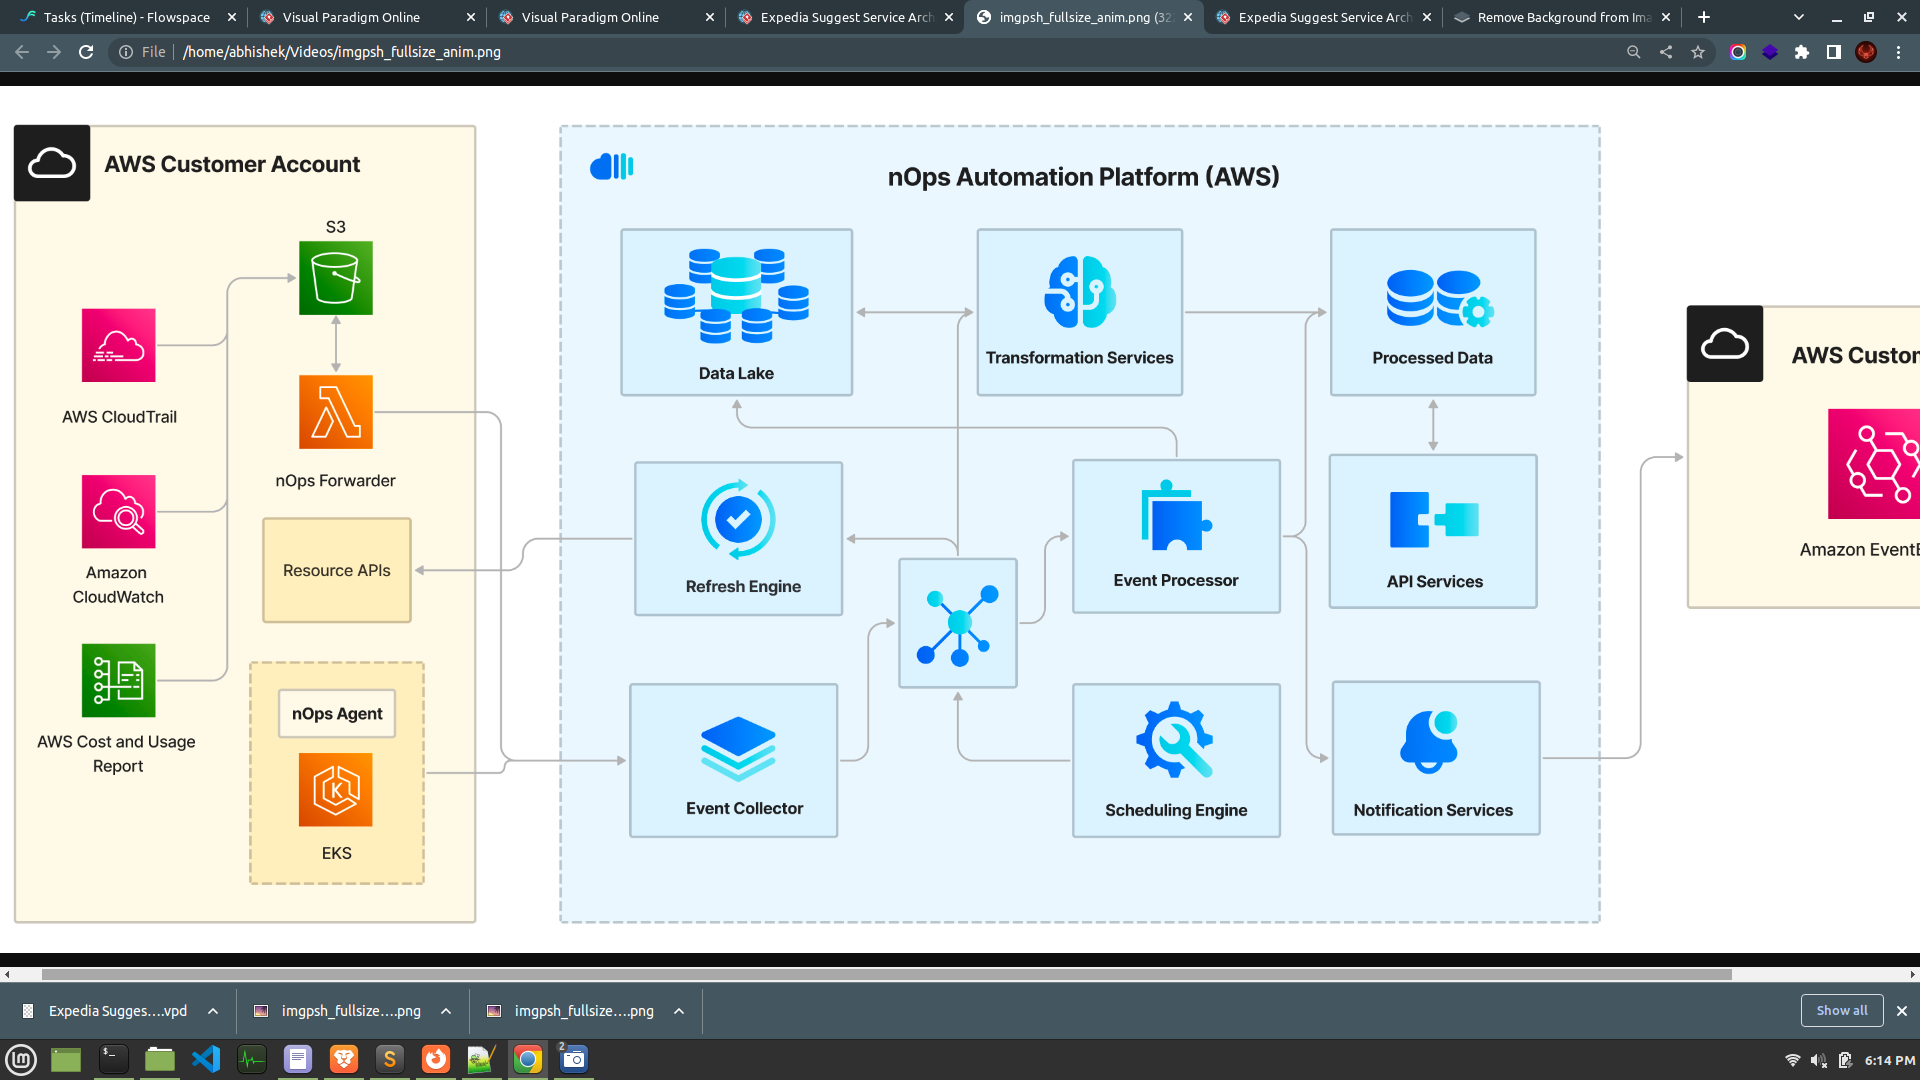 Tasks (Timeline) - Flowspace
Visual Paradigm Online
Visual Paradigm Online
Expedia Suggest Service Arch
imgpsh_fullsize_anim.png (32
Expedia Suggest Service Arch
Remove Background from Ima
File
/home/abhishek/Videos/imgpsh_fullsize_anim.png
AWS Customer Account
S3
AWS CloudTrail
nOps Forwarder
Amazon
CloudWatch
Resource APIs
AWS Cost and Usage
Report
nOps Agent
EKS
nOps Automation Platform (AWS)
Data Lake
Transformation Services
Processed Data
Refresh Engine
Event Processor
API Services
Event Collector
Scheduling Engine
Notification Services
AWS Custom
Amazon EventB
Expedia Sugges....vpd
imgpsh_fullsize....png
imgpsh_fullsize....png
Show all
2
6:14 PM